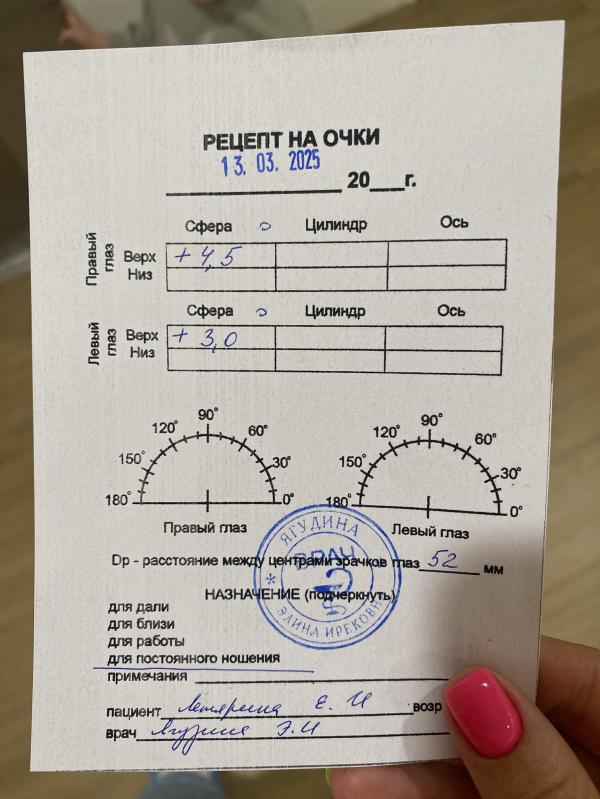 РЕЦЕПТ НА ОЧКИ
13. 03. 2025
20 г.
Правый глаз
Сфера Цилиндр Ось
Верх + 4,5
Низ
Левый глаз
Сфера Цилиндр Ось
Верх + 3,0
Низ
90° 90°
120° 60° 120° 60°
150° 30° 150° 30°
180° 0° 180° 0°
Правый глаз Левый глаз
ЯГУДИНА
ВРАЧ
ЭЛИНА ИРЕКОВНА
Dp - расстояние между центрами зрачков глаз 52 мм
НАЗНАЧЕНИЕ (подчеркнуть)
для дали
для близи
для работы
для постоянного ношения
примечания
пациент Е. И возр
врач Ягудина Э.И